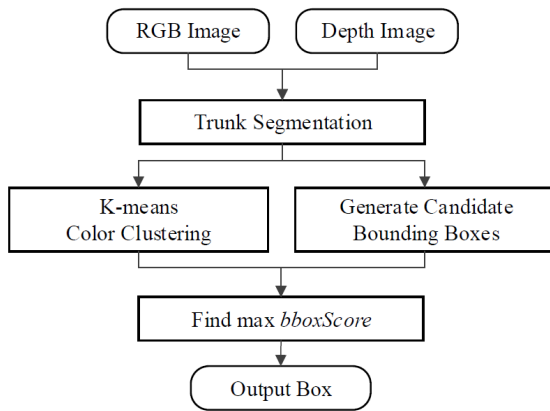 RGB Image
Depth Image
Trunk Segmentation
K-means
Color Clustering
Generate Candidate
Bounding Boxes
Find max bboxScore
Output Box